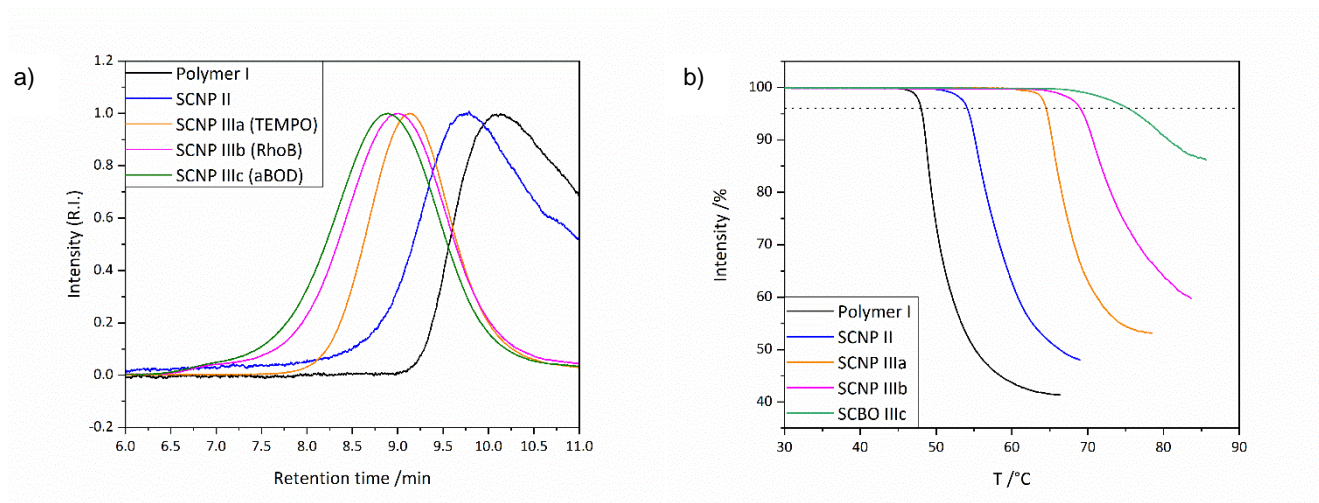 a)
Intensity (R.I.)
1.2
1.0
0.8
0.6
0.4
0.2
0.0
-0.2
Polymer I
SCNP II
SCNP IIIa (TEMPO)
SCNP IIIb (RhoB)
SCNP IIIc (aBOD)
6.0 6.5 7.0 7.5 8.0 8.5 9.0 9.5 10.0 10.5 11.0
Retention time /min
b)
Intensity /%
100
90
80
70
60
50
40
Polymer I
SCNP II
SCNP IIIa
SCNP IIIb
SCBO IIIc
30 40 50 60 70 80 90
T /°C